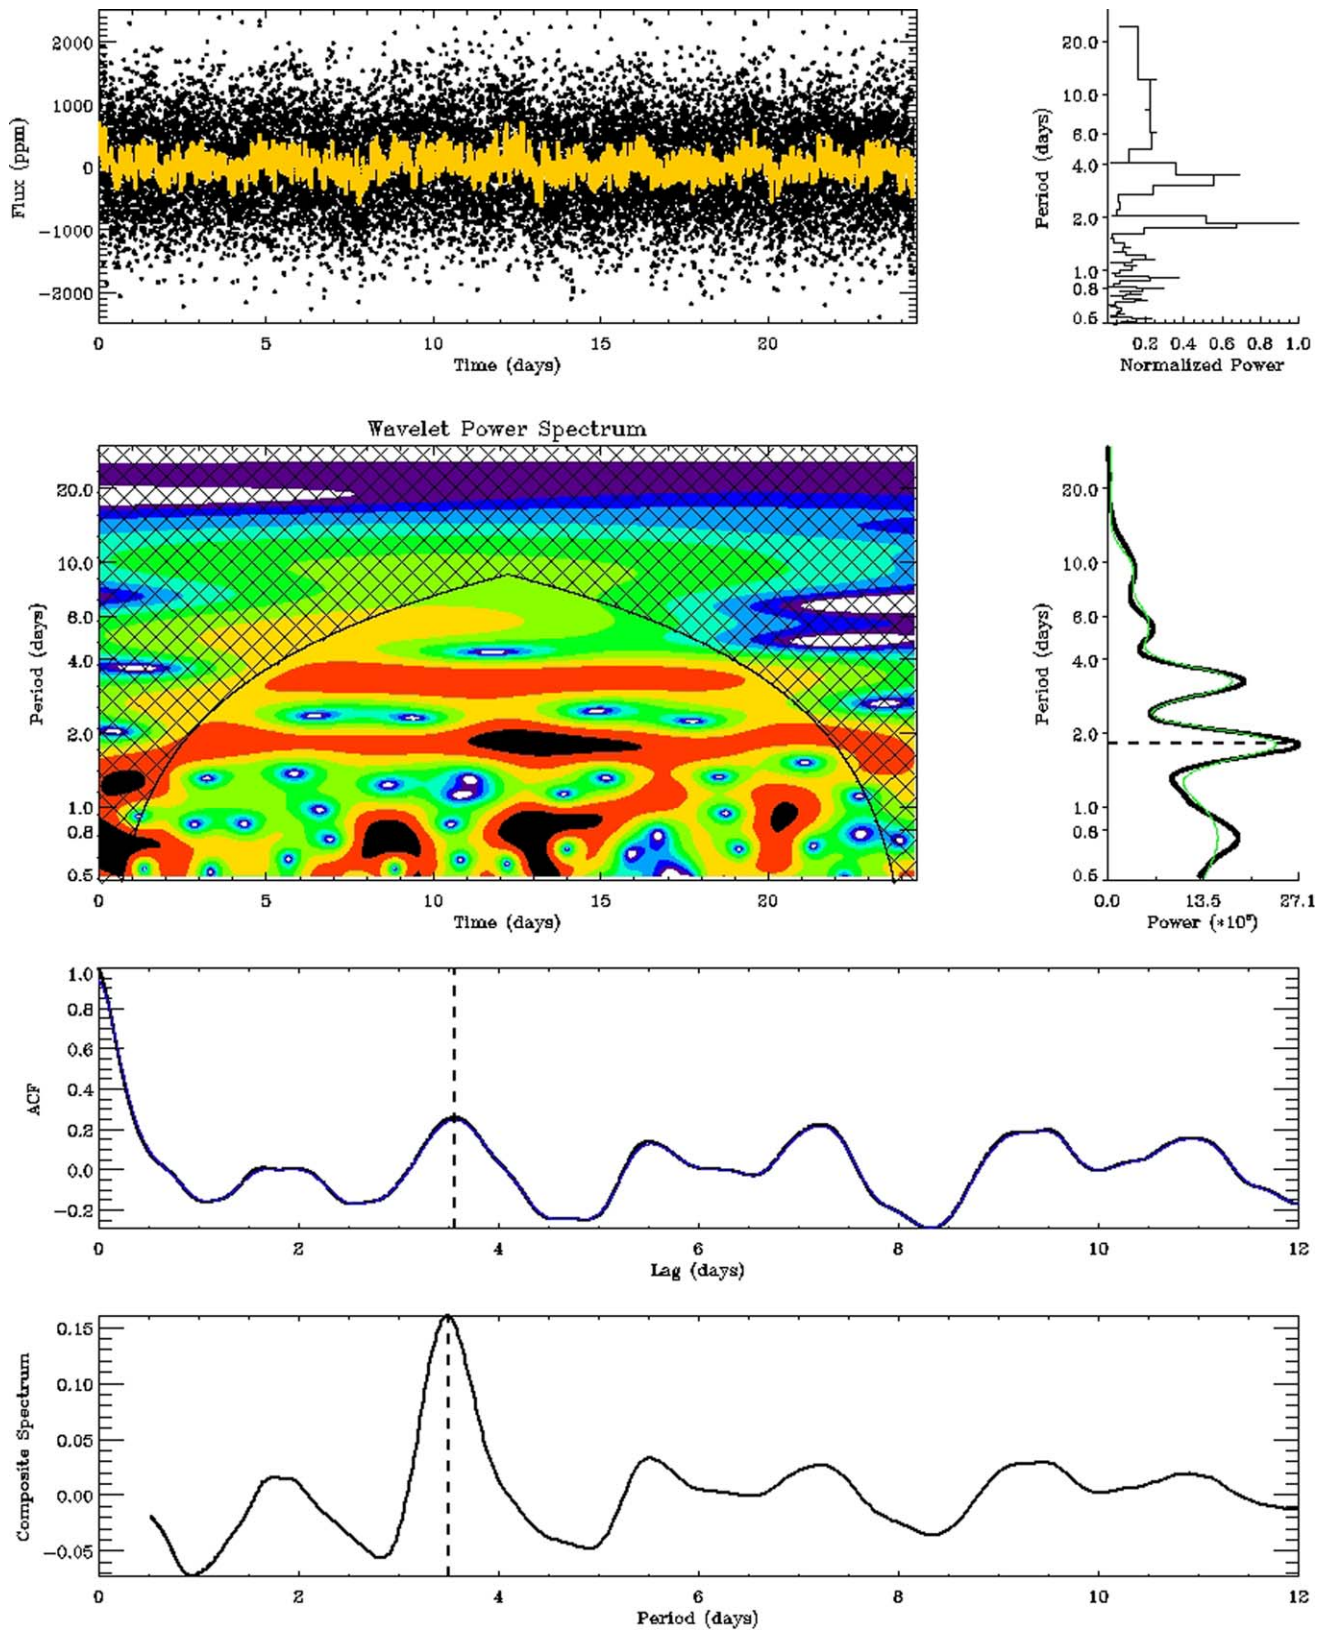 2000
1000
0
−1000
−2000
Flux (ppm)
0 5 10 15 20
Time (days)
20.0
10.0
6.0
4.0
2.0
1.0
0.8
0.5
Period (days)
0.2 0.4 0.6 0.8 1.0
Normalized Power
Wavelet Power Spectrum
20.0
10.0
6.0
4.0
2.0
1.0
0.8
0.5
Period (days)
0 5 10 15 20
Time (days)
20.0
10.0
6.0
4.0
2.0
1.0
0.8
0.5
Period (days)
0.0 13.5 27.1
Power (*10⁵)
1.0
0.8
0.6
0.4
0.2
0.0
−0.2
ACF
0 2 4 6 8 10 12
Lag (days)
0.15
0.10
0.05
0.00
−0.05
Composite Spectrum
0 2 4 6 8 10 12
Period (days)